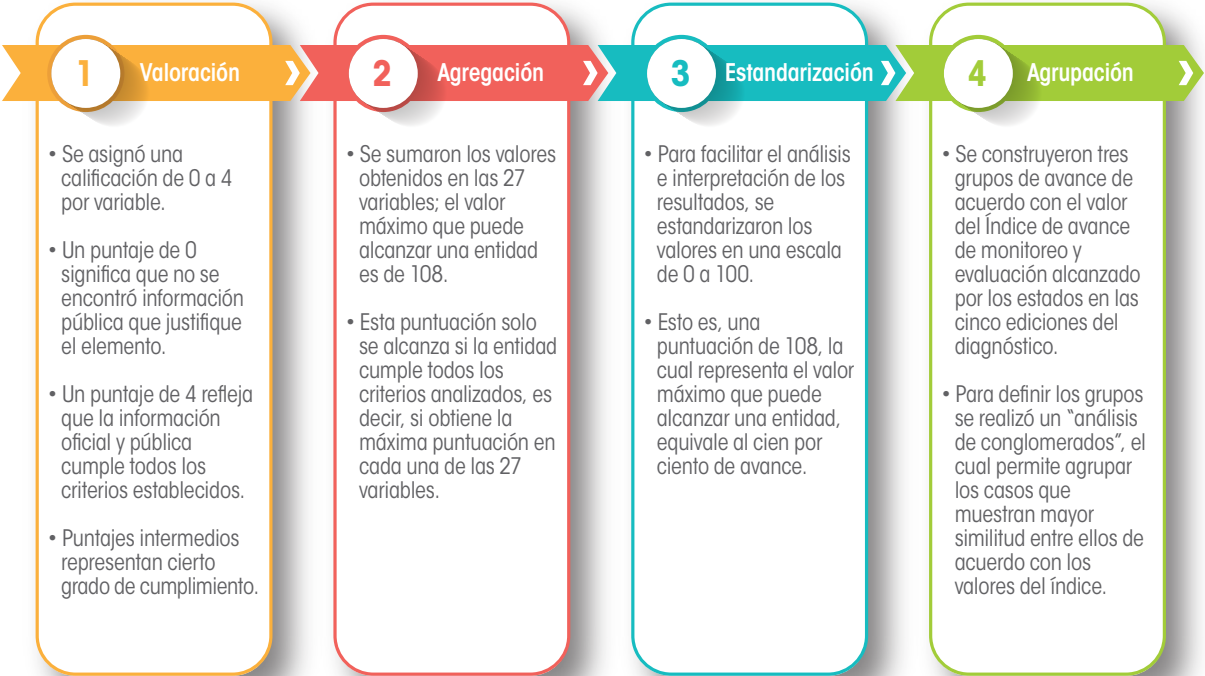 1 Valoración
• Se asignó una
calificación de 0 a 4
por variable.
• Un puntaje de 0
significa que no se
encontró información
pública que justifique
el elemento.
• Un puntaje de 4 refleja
que la información
oficial y pública
cumple todos los
criterios establecidos.
• Puntajes intermedios
representan cierto
grado de cumplimiento.
2 Agregación
• Se sumaron los valores
obtenidos en las 27
variables; el valor
máximo que puede
alcanzar una entidad
es de 108.
• Esta puntuación solo
se alcanza si la entidad
cumple todos los
criterios analizados, es
decir, si obtiene la
máxima puntuación en
cada una de las 27
variables.
3 Estandarización
• Para facilitar el análisis
e interpretación de los
resultados, se
estandarizaron los
valores en una escala
de 0 a 100.
• Esto es, una
puntuación de 108, la
cual representa el valor
máximo que puede
alcanzar una entidad,
equivale al cien por
ciento de avance.
4 Agrupación
• Se construyeron tres
grupos de avance de
acuerdo con el valor
del Índice de avance
de monitoreo y
evaluación alcanzado
por los estados en las
cinco ediciones del
diagnóstico.
• Para definir los grupos
se realizó un “análisis
de conglomerados”, el
cual permite agrupar
los casos que
muestran mayor
similitud entre ellos de
acuerdo con los
valores del índice.